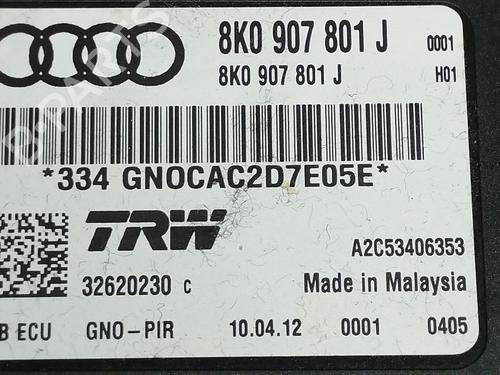 8K0 907 801 J 0001
8K0 907 801 J H01
*334 GNOCAC2D7E05E*
TRW
A2C53406353
32620230 C Made in Malaysia
B ECU GNO-PIR 10.04.12 0001 0405
B-PARTS